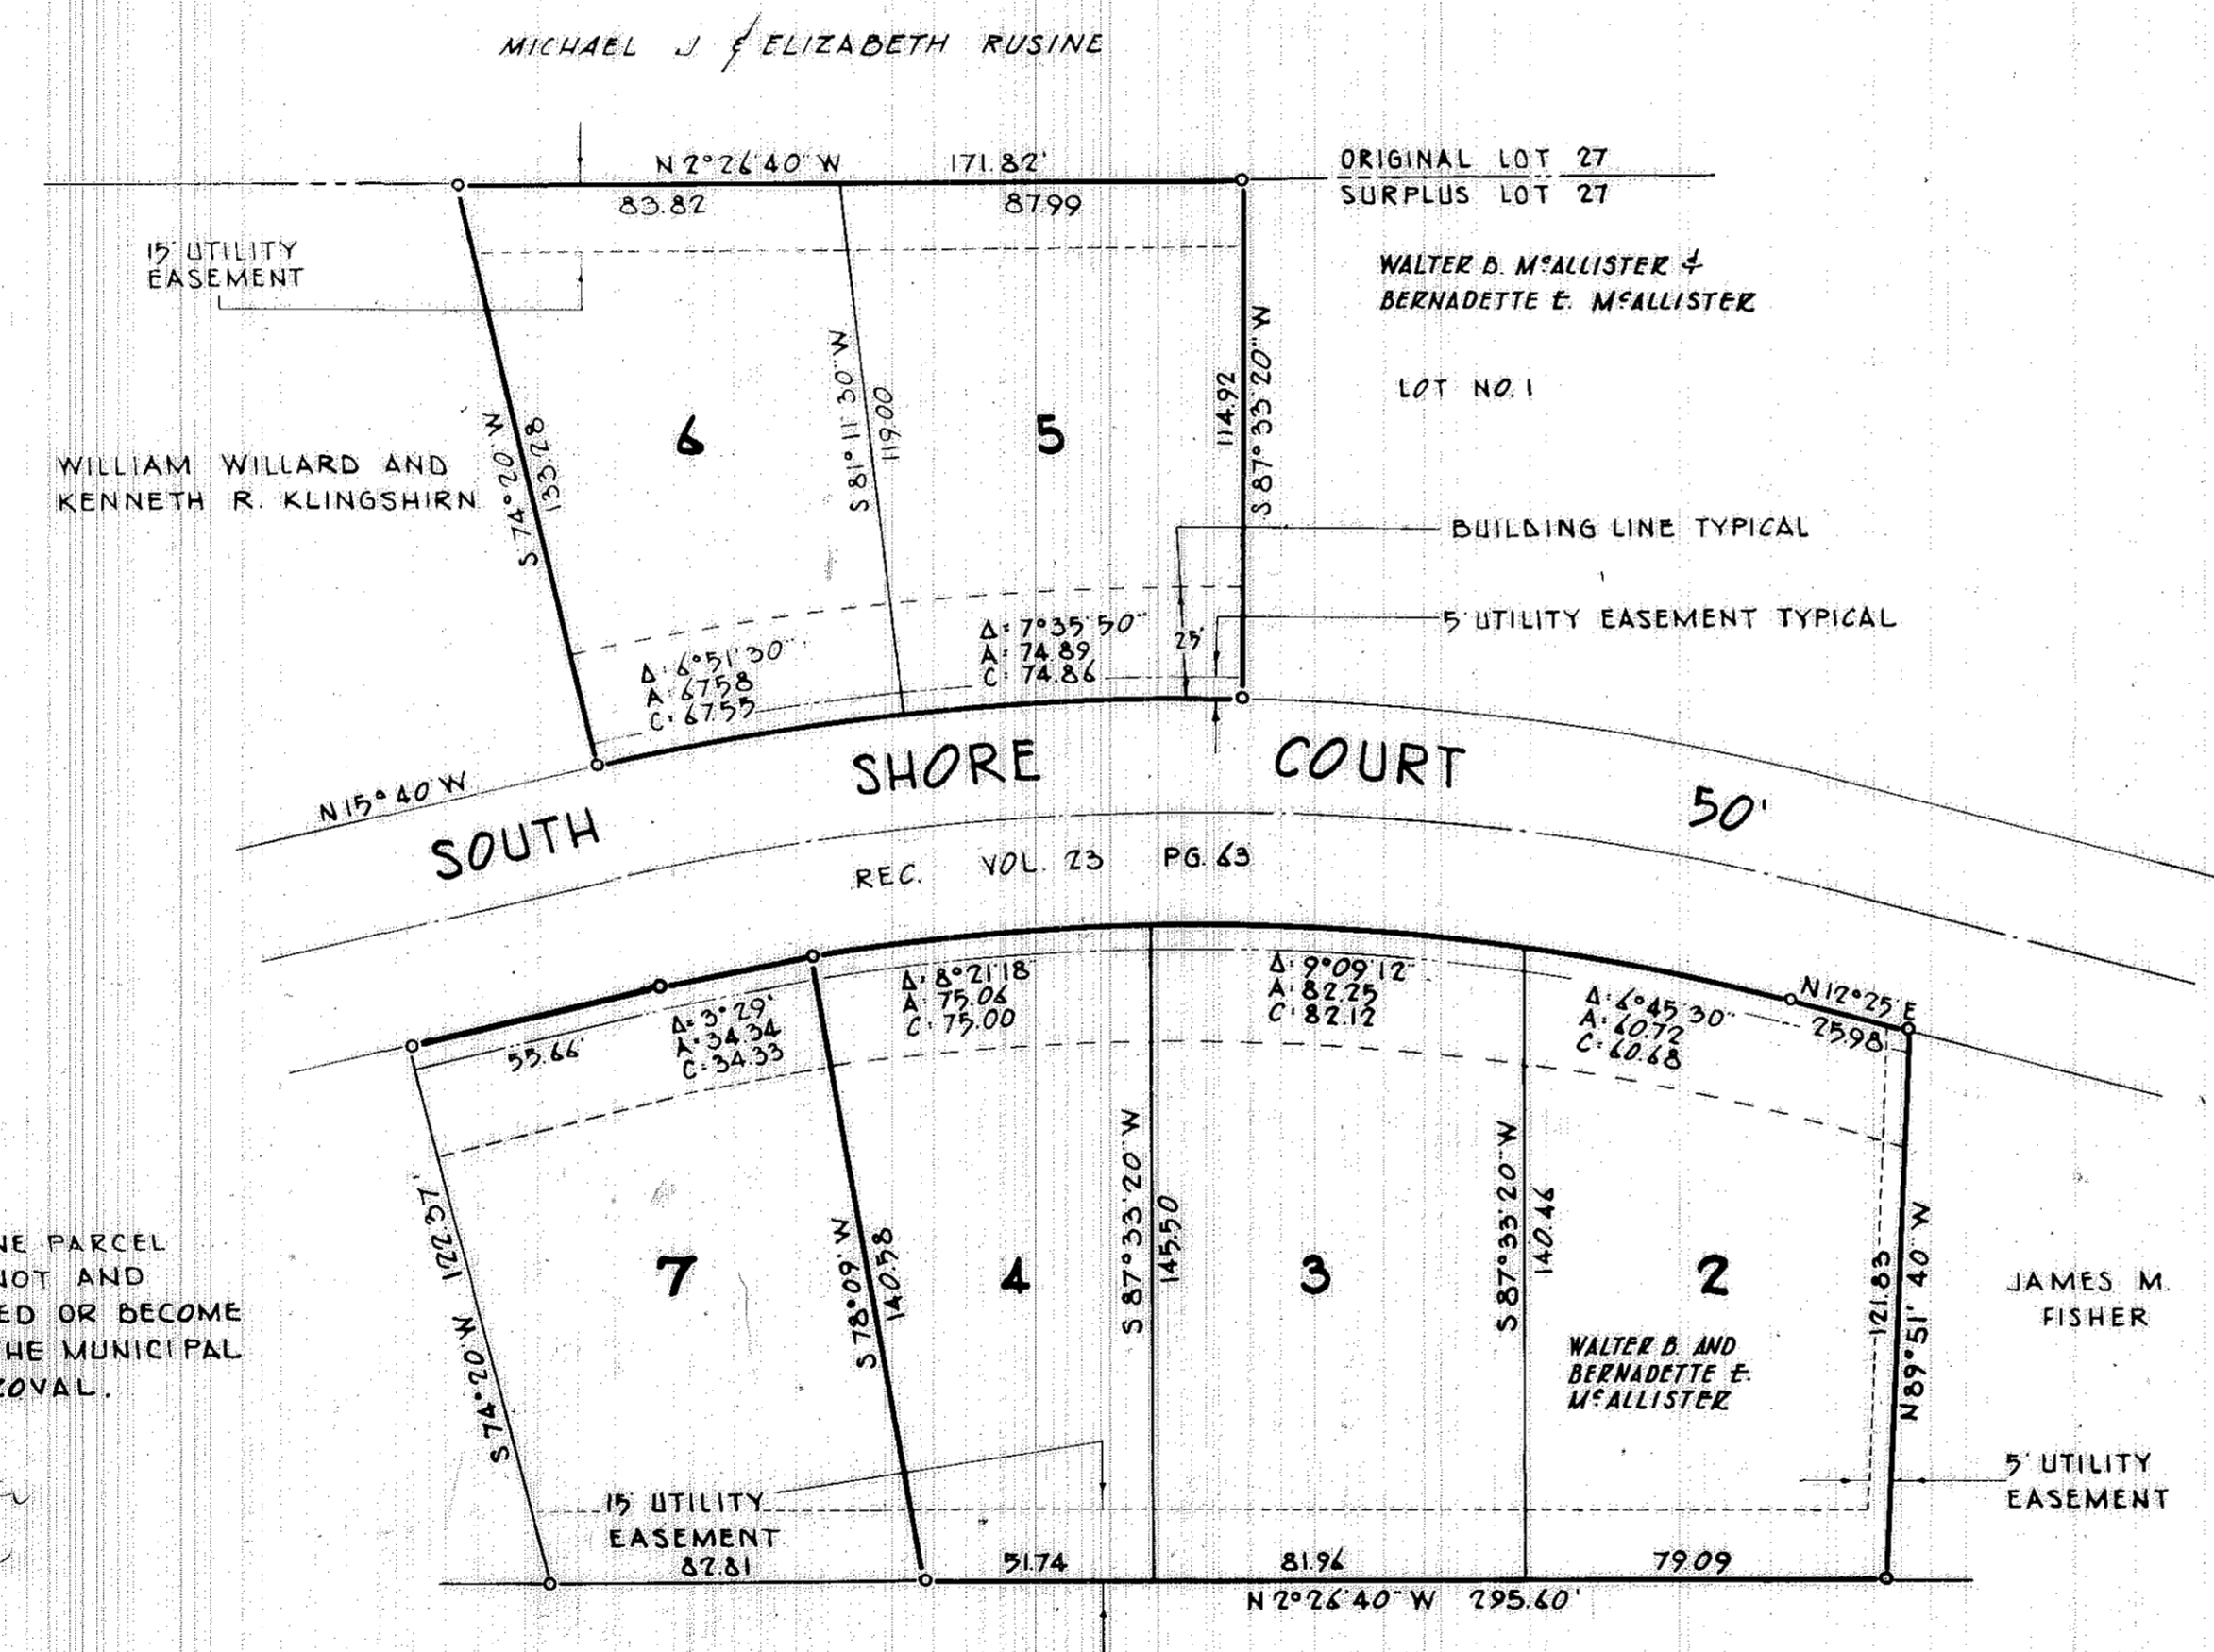 MICHAEL J & ELIZABETH RUSINE
N 2°26'40" W 171.82'
83.82 87.99
ORIGINAL LOT 27
SURPLUS LOT 27
15' UTILITY
EASEMENT
WALTER B. McALLISTER &
BERNADETTE E. McALLISTER
LOT NO. 1
WILLIAM WILLARD AND
KENNETH R. KLINGSHIRN
S 74°20' W
133.28
6
S 81° 11' 30" W
119.00
5
114.92
S 87° 33' 20" W
BUILDING LINE TYPICAL
5' UTILITY EASEMENT TYPICAL
25'
Δ: 6°51'30"
A: 67.58
C: 67.55
Δ: 7°35'50"
A: 74.89
C: 74.86
N 15°40' W
SOUTH SHORE COURT 50'
REC. VOL. 23 PG. 63
55.66'
Δ= 3°29'
A= 34.34
C= 34.33
Δ: 8°21'18
A: 75.06
C: 75.00
Δ: 9°09'12"
A: 82.25
C: 82.12
Δ: 6°45'30"
A: 60.72
C: 60.68
N 12°25' E
25.98
S 74°20' W 122.37'
7
S 78°09' W
140.58
4
S 87°33'20" W
145.50
3
S 87°33'20" W
140.46
2
WALTER B. AND
BERNADETTE E.
McALLISTER
121.83
N 89°51' 40" W
JAMES M.
FISHER
NE PARCEL
NOT AND
ED OR BECOME
HE MUNICIPAL
ROVAL.
15' UTILITY
EASEMENT
5' UTILITY
EASEMENT
82.81 51.74 81.96 79.09
N 2°26'40" W 295.60'